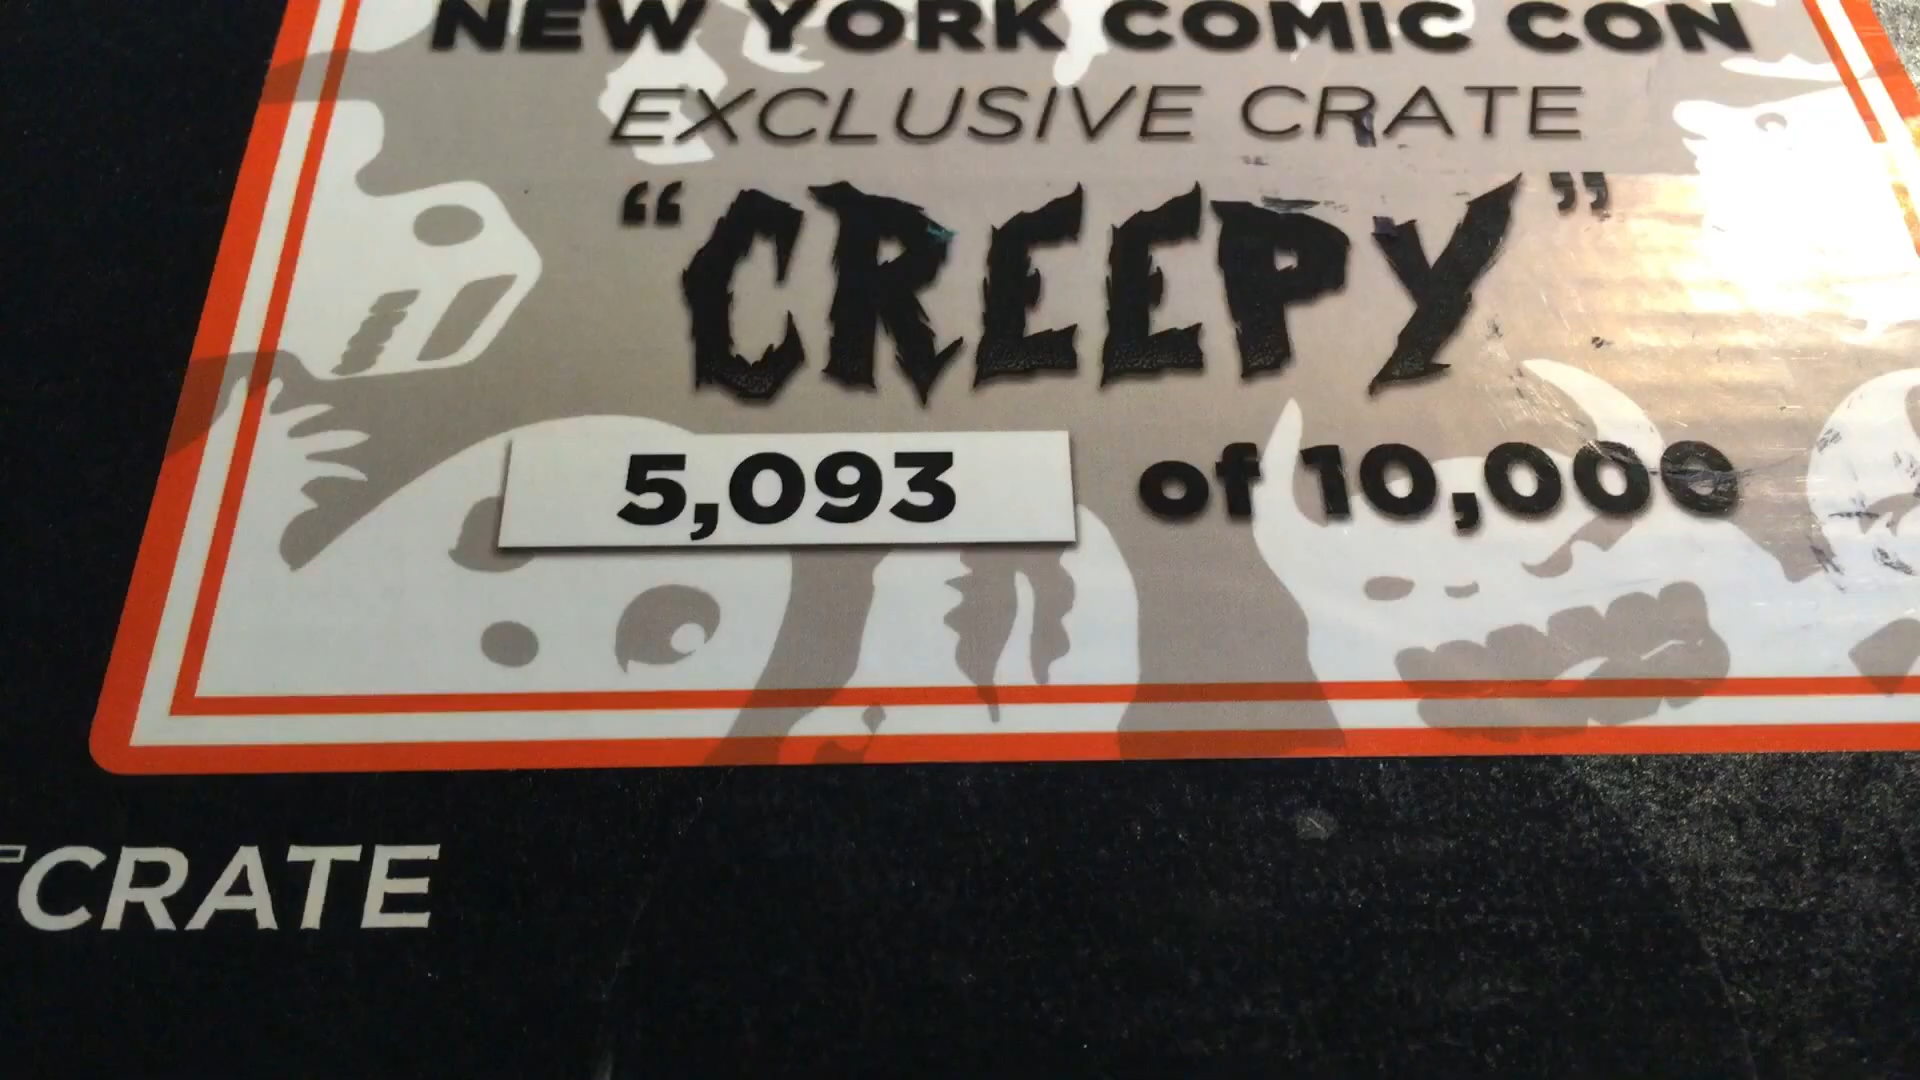 NEW YORK COMIC CON
EXCLUSIVE CRATE
“CREEPY”
5,093 of 10,000
CRATE